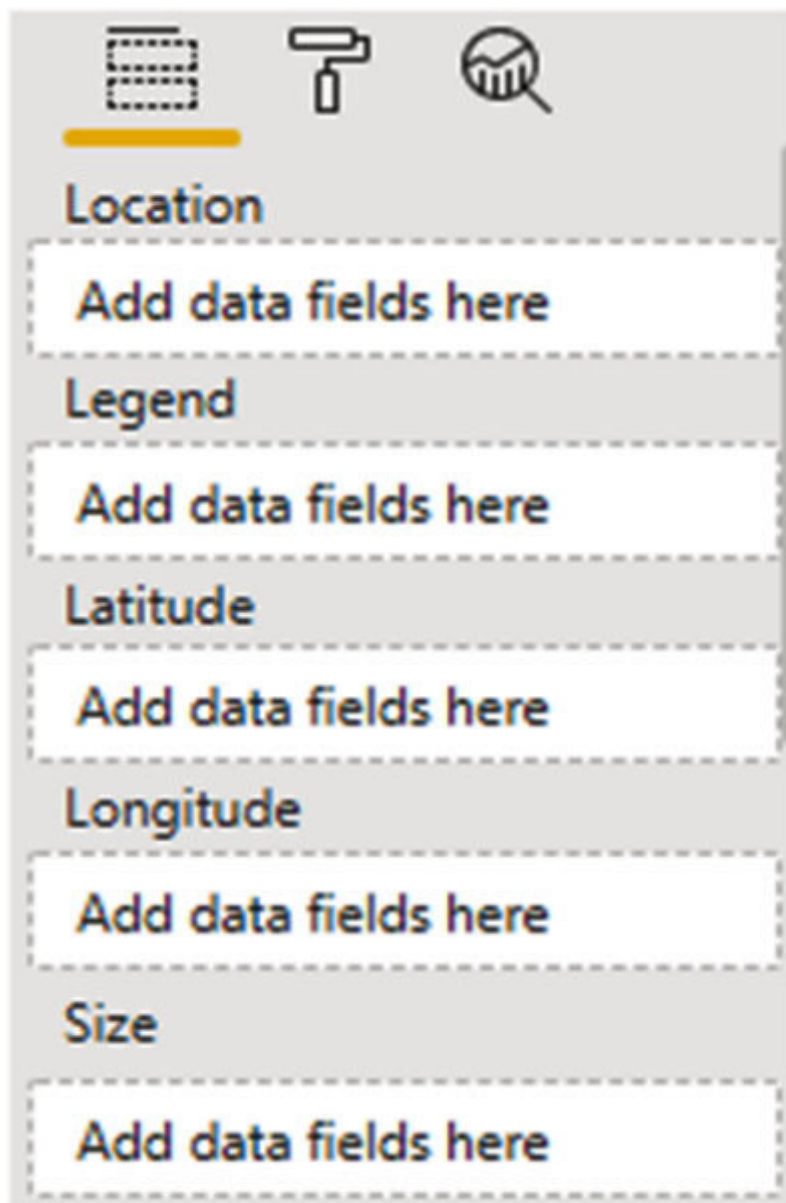 Location
Add data fields here
Legend
Add data fields here
Latitude
Add data fields here
Longitude
Add data fields here
Size
Add data fields here